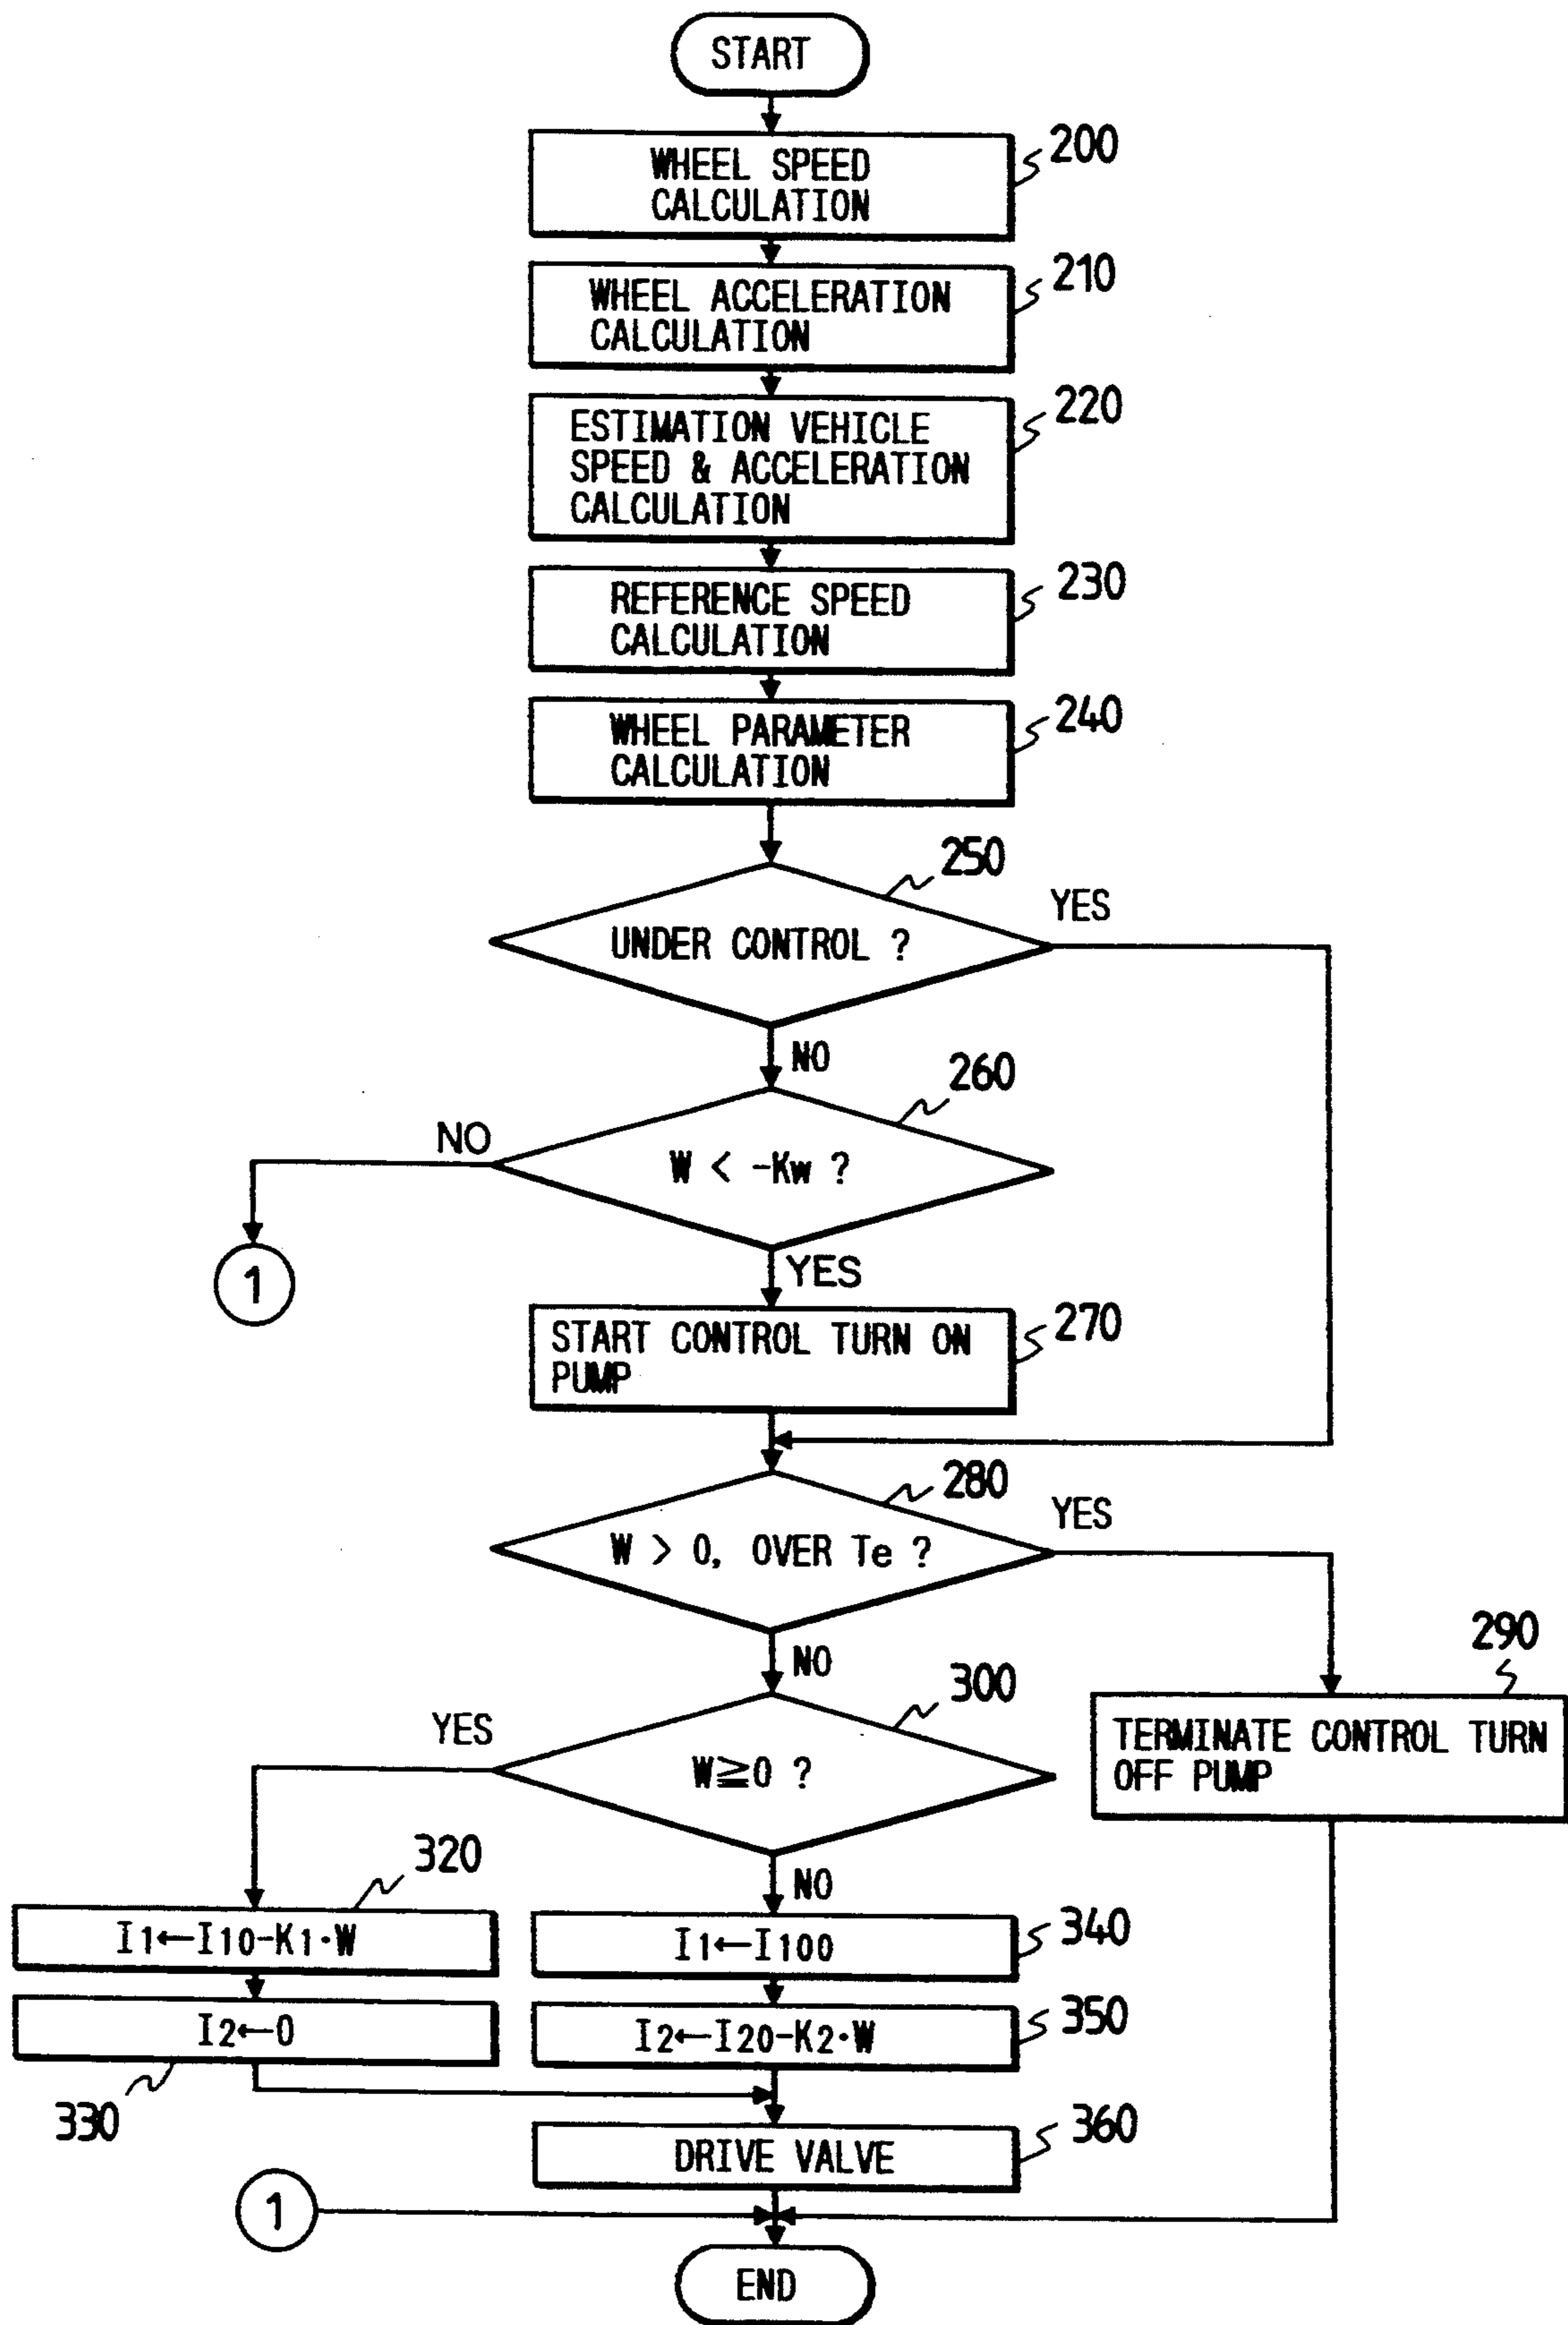 START
200
WHEEL SPEED
CALCULATION
210
WHEEL ACCELERATION
CALCULATION
220
ESTIMATION VEHICLE
SPEED & ACCELERATION
CALCULATION
230
REFERENCE SPEED
CALCULATION
240
WHEEL PARAMETER
CALCULATION
250
YES
UNDER CONTROL ?
NO
260
NO
W < -Kw ?
1
YES
270
START CONTROL TURN ON
PUMP
280
YES
W > 0, OVER Te ?
NO
290
300
YES
TERMINATE CONTROL TURN
OFF PUMP
W≧0 ?
320
NO
I1←I10-K1·W
I1←I100
340
I2←0
I2←I20-K2·W
350
330
360
DRIVE VALVE
1
END